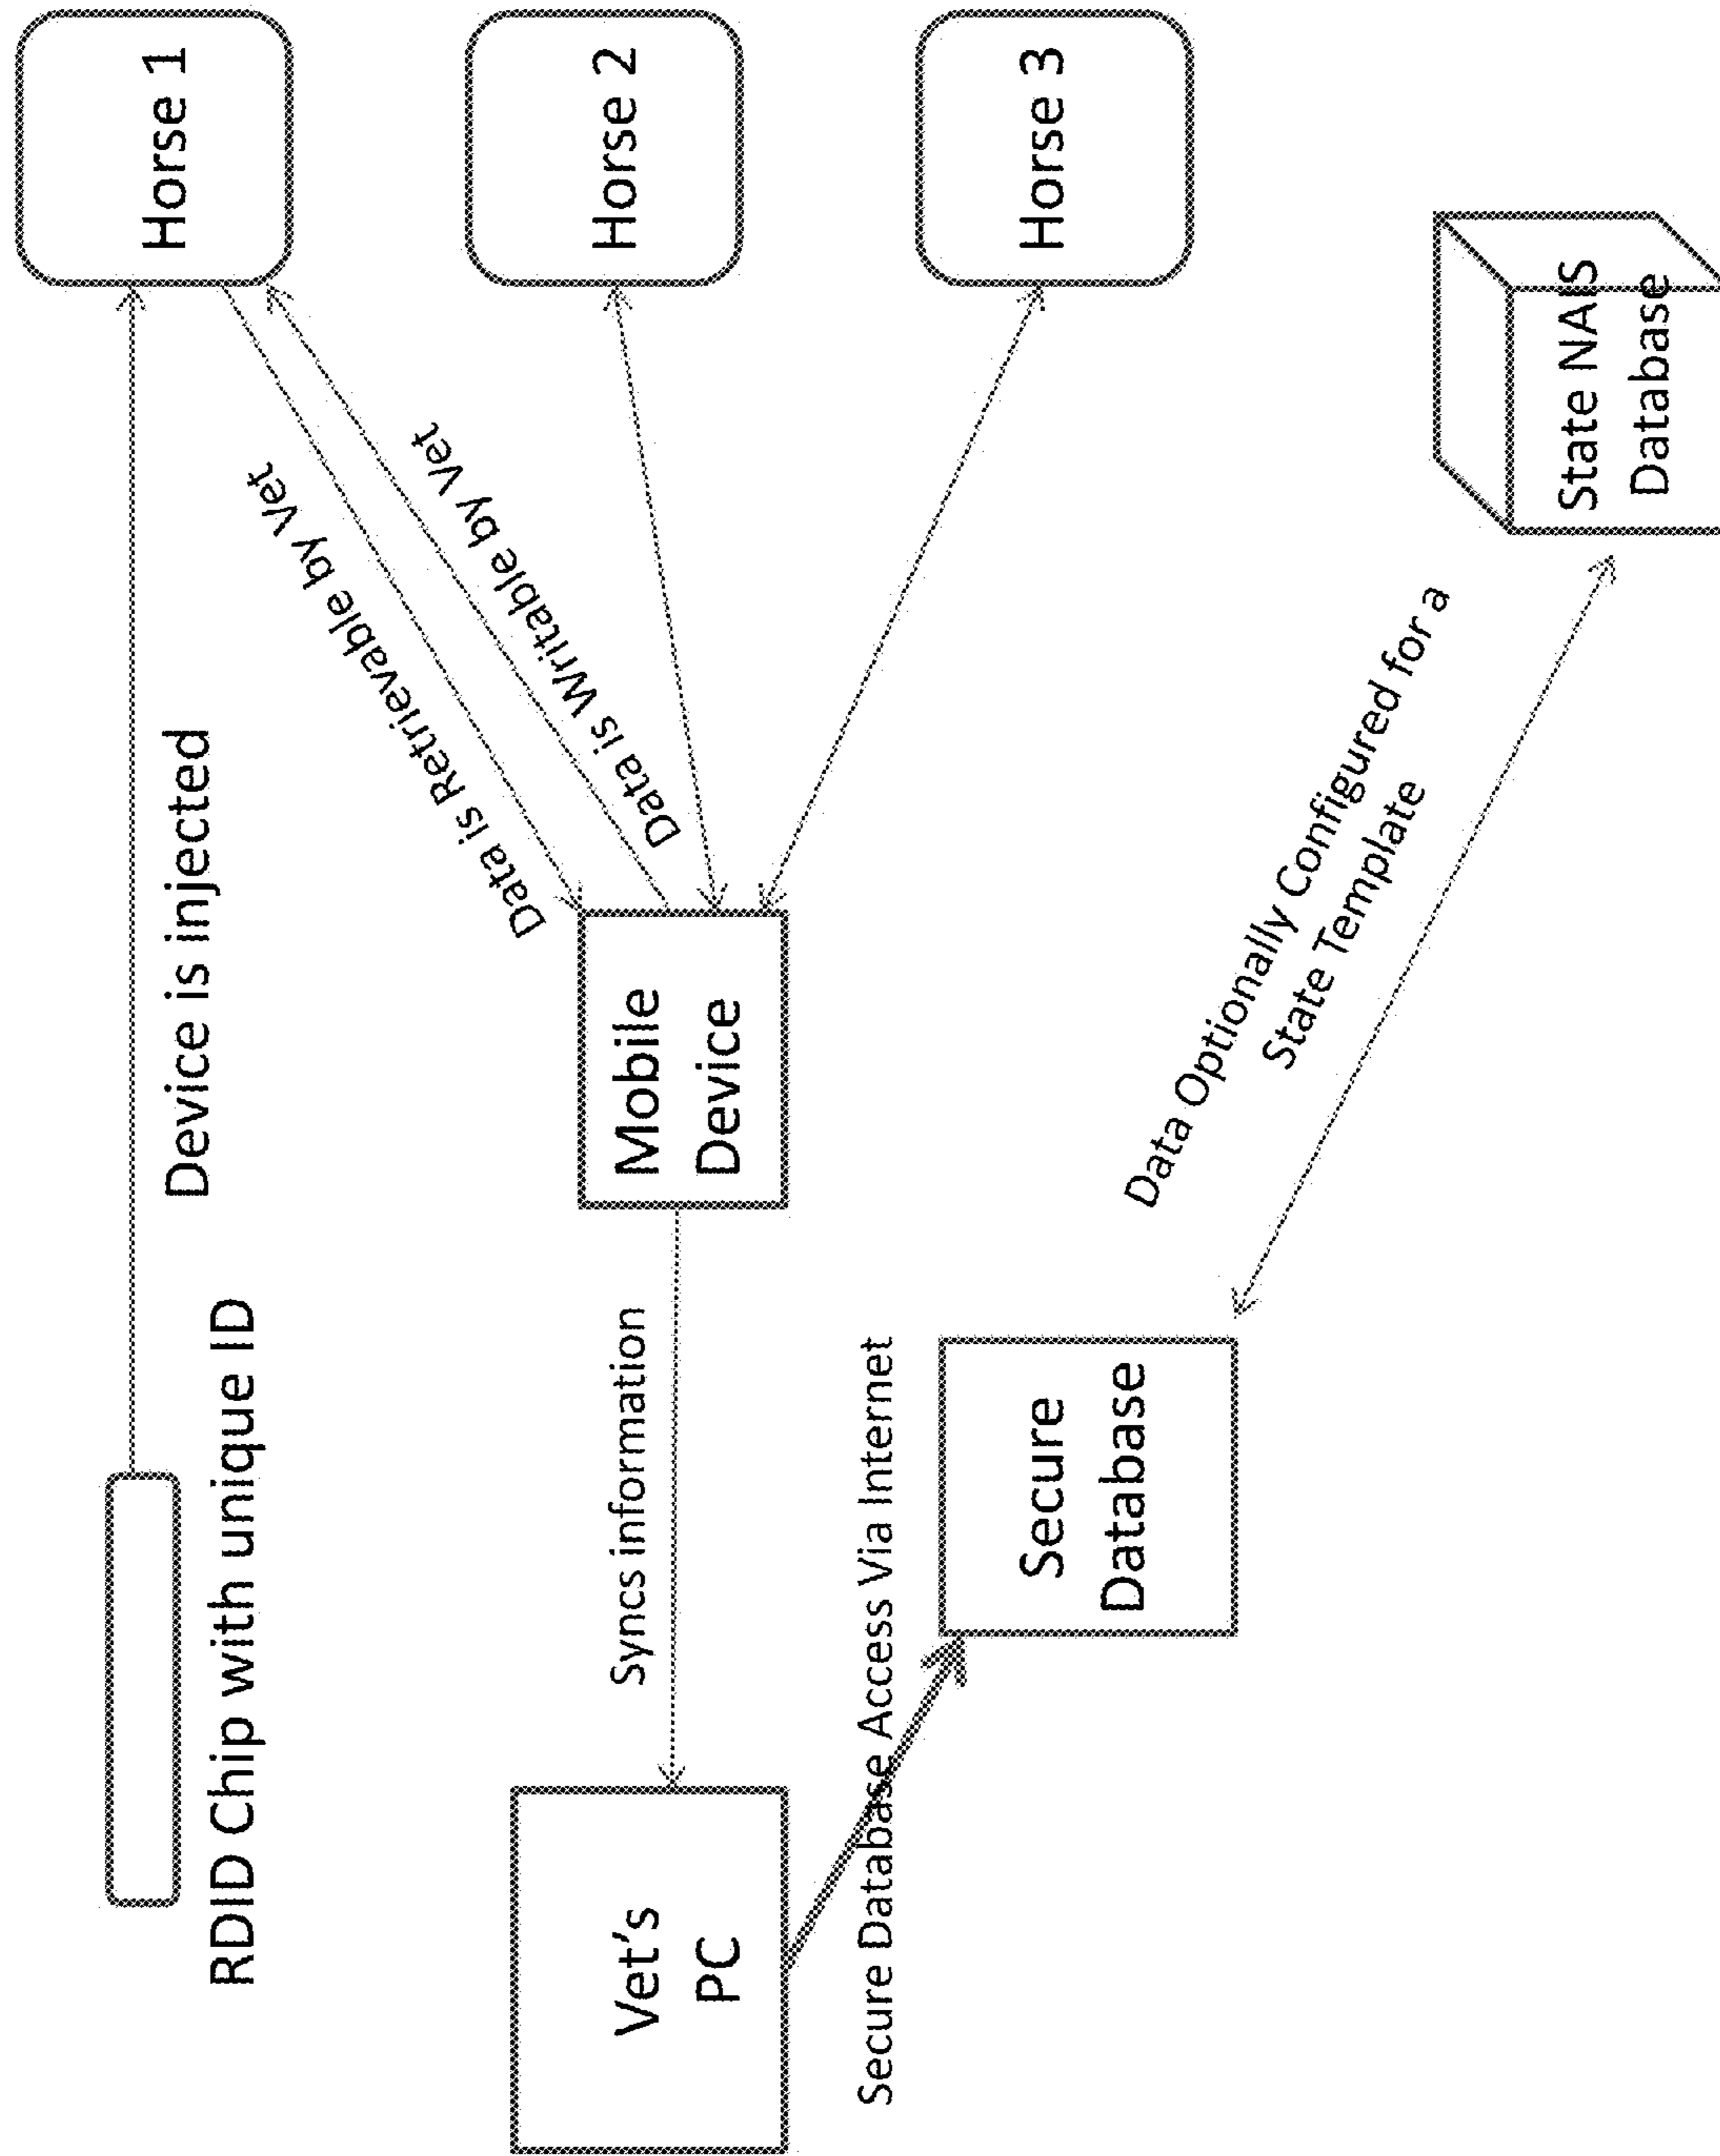 RDID Chip with unique ID
Device is injected
Horse 1
Data is Retrievable by Vet
Data is Writable by Vet
Vet's
PC
Syncs information
Mobile
Device
Horse 2
Secure Database Access Via Internet
Secure
Database
Horse 3
Data Optionally Configured for a
State Template
State NAIS
Database